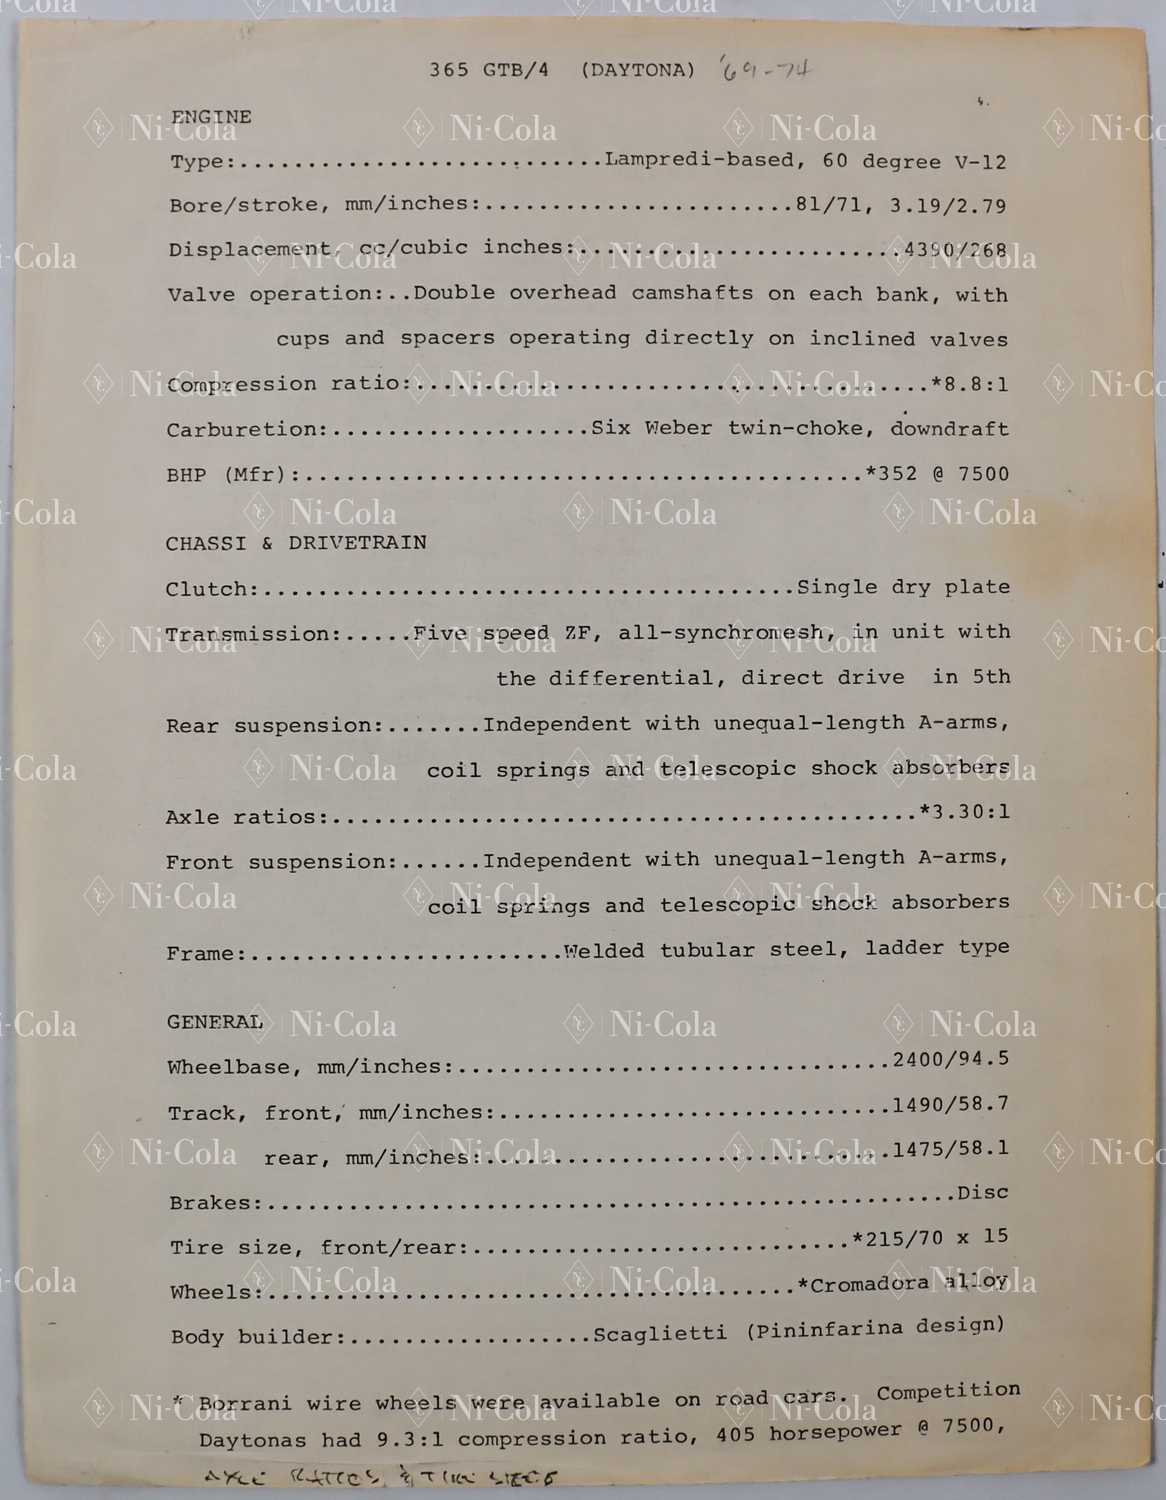 365 GTB/4 (DAYTONA) '69-74
ENGINE
Type:...........................Lampredi-based, 60 degree V-12
Bore/stroke, mm/inches:.......................81/71, 3.19/2.79
Displacement, cc/cubic inches:........................4390/268
Valve operation:..Double overhead camshafts on each bank, with
cups and spacers operating directly on inclined valves
Compression ratio:......................................*8.8:1
Carburetion:...................Six Weber twin-choke, downdraft
BHP (Mfr):.........................................*352 @ 7500
CHASSI & DRIVETRAIN
Clutch:.......................................Single dry plate
Transmission:.....Five speed ZF, all-synchromesh, in unit with
the differential, direct drive in 5th
Rear suspension:.......Independent with unequal-length A-arms,
coil springs and telescopic shock absorbers
Axle ratios:...........................................*3.30:1
Front suspension:......Independent with unequal-length A-arms,
coil springs and telescopic shock absorbers
Frame:.......................Welded tubular steel, ladder type
GENERAL
Wheelbase, mm/inches:................................2400/94.5
Track, front, mm/inches:.............................1490/58.7
rear, mm/inches:..............................1475/58.1
Brakes:...................................................Disc
Tire size, front/rear:............................*215/70 x 15
Wheels:.......................................*Cromadora alloy
Body builder:..................Scaglietti (Pininfarina design)
* Borrani wire wheels were available on road cars. Competition
Daytonas had 9.3:1 compression ratio, 405 horsepower @ 7500,
AXLE RATIOS & TIRE SIZES
Ni-Cola